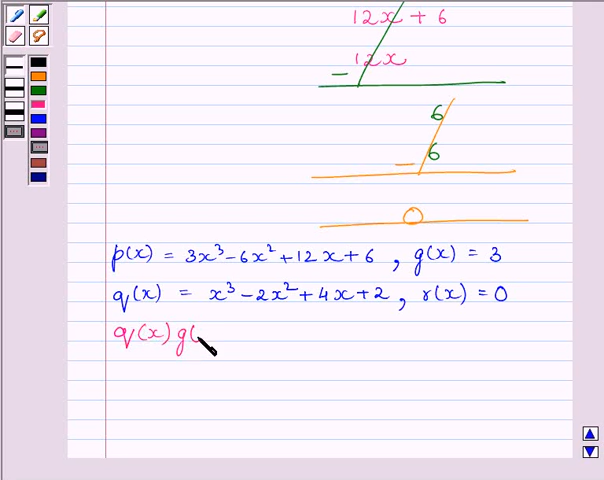 12x + 6
- 12x
6
- 6
0
p(x) = 3x³ - 6x² + 12x + 6 , g(x) = 3
q(x) = x³ - 2x² + 4x + 2 , r(x) = 0
q(x) g(